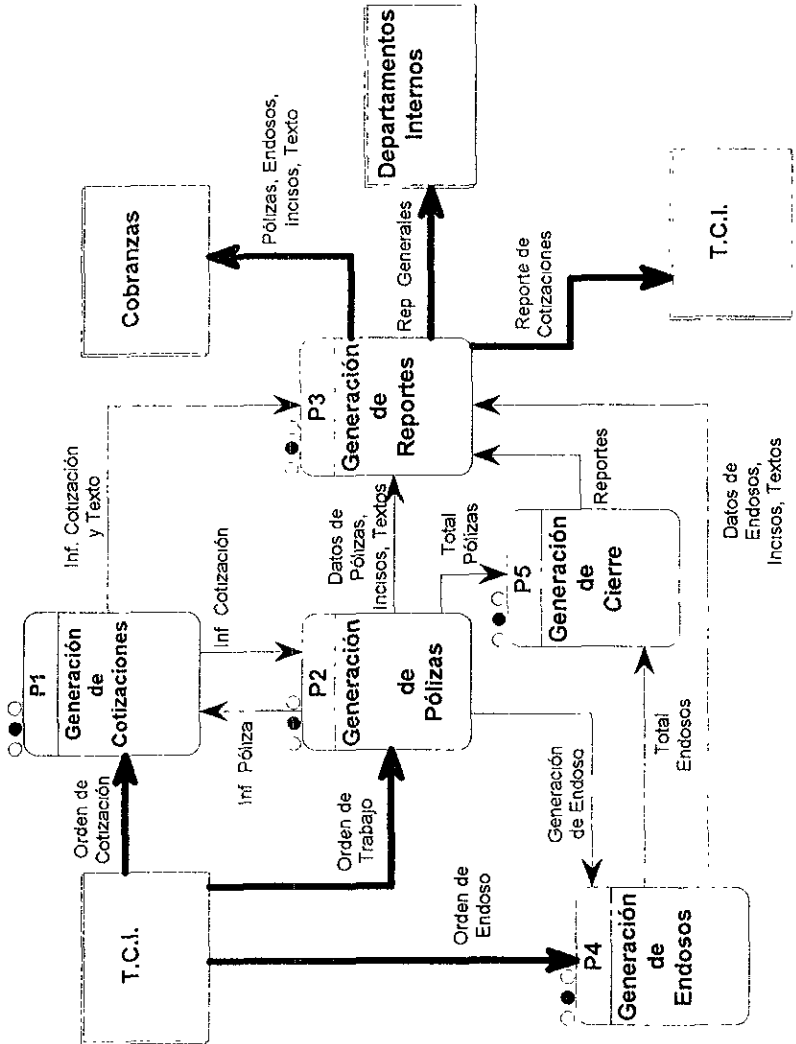 T.C.I.
Orden de
Cotización
Orden de
Trabajo
Orden de
Endoso
P1
Generación
de
Cotizaciones
Inf. Cotización
y Texto
Inf Póliza
Inf Cotización
P2
Generación
de
Pólizas
Datos de
Pólizas,
Incisos, Textos
Total
Pólizas
Generación
de Endoso
P4
Generación
de
Endosos
Total
Endosos
Datos de
Endosos,
Incisos, Textos
P5
Generación
de
Cierre
Reportes
P3
Generación
de
Reportes
Pólizas, Endosos,
Incisos, Texto
Rep Generales
Reporte de
Cotizaciones
Cobranzas
Departamentos
Internos
T.C.I.